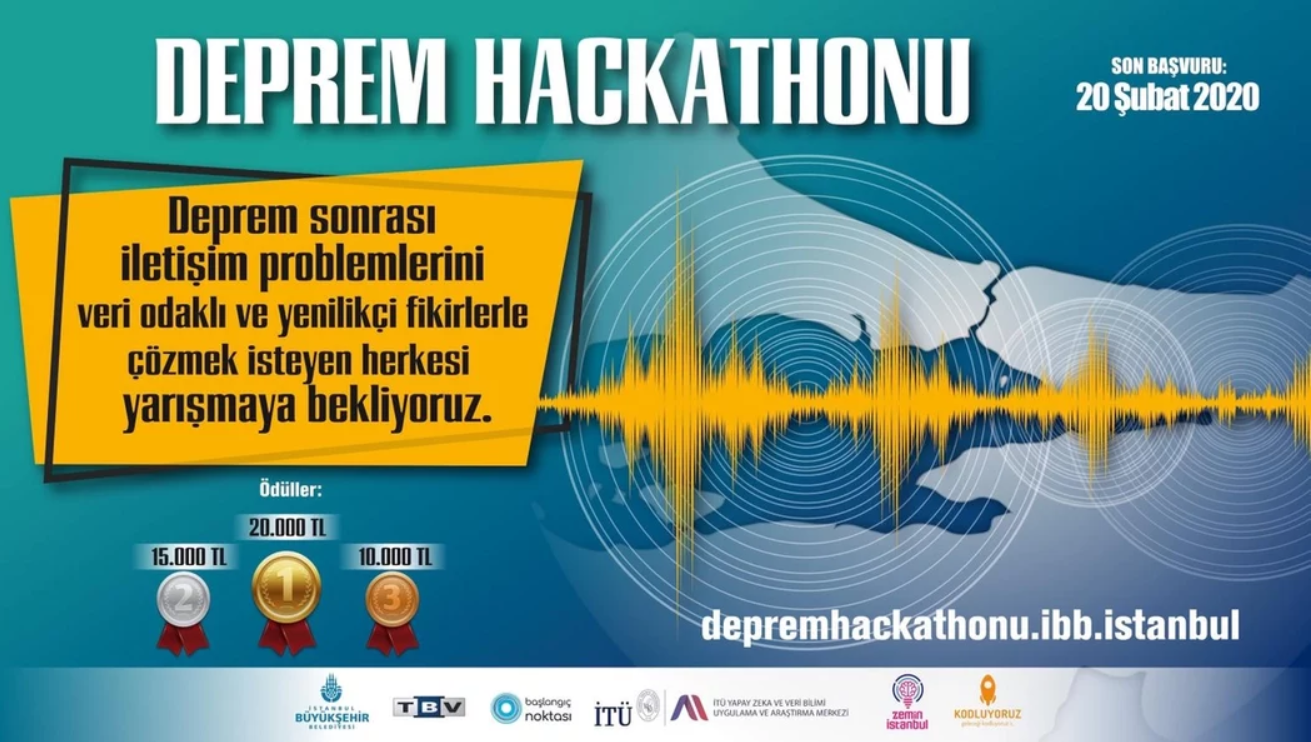 DEPREM HACKATHONU
SON BAŞVURU:
20 Şubat 2020
Deprem sonrası
iletişim problemlerini
veri odaklı ve yenilikçi fikirlerle
çözmek isteyen herkesi
yarışmaya bekliyoruz.
Ödüller:
20.000 TL
15.000 TL
10.000 TL
2
1
3
depremhackathonu.ibb.istanbul
İSTANBUL
BÜYÜKŞEHİR
BELEDİYESİ
TBV
başlangıç
noktası
İTÜ
İTÜ YAPAY ZEKA VE VERİ BİLİMİ
UYGULAMA VE ARAŞTIRMA MERKEZİ
zemin
istanbul
KODLUYORUZ